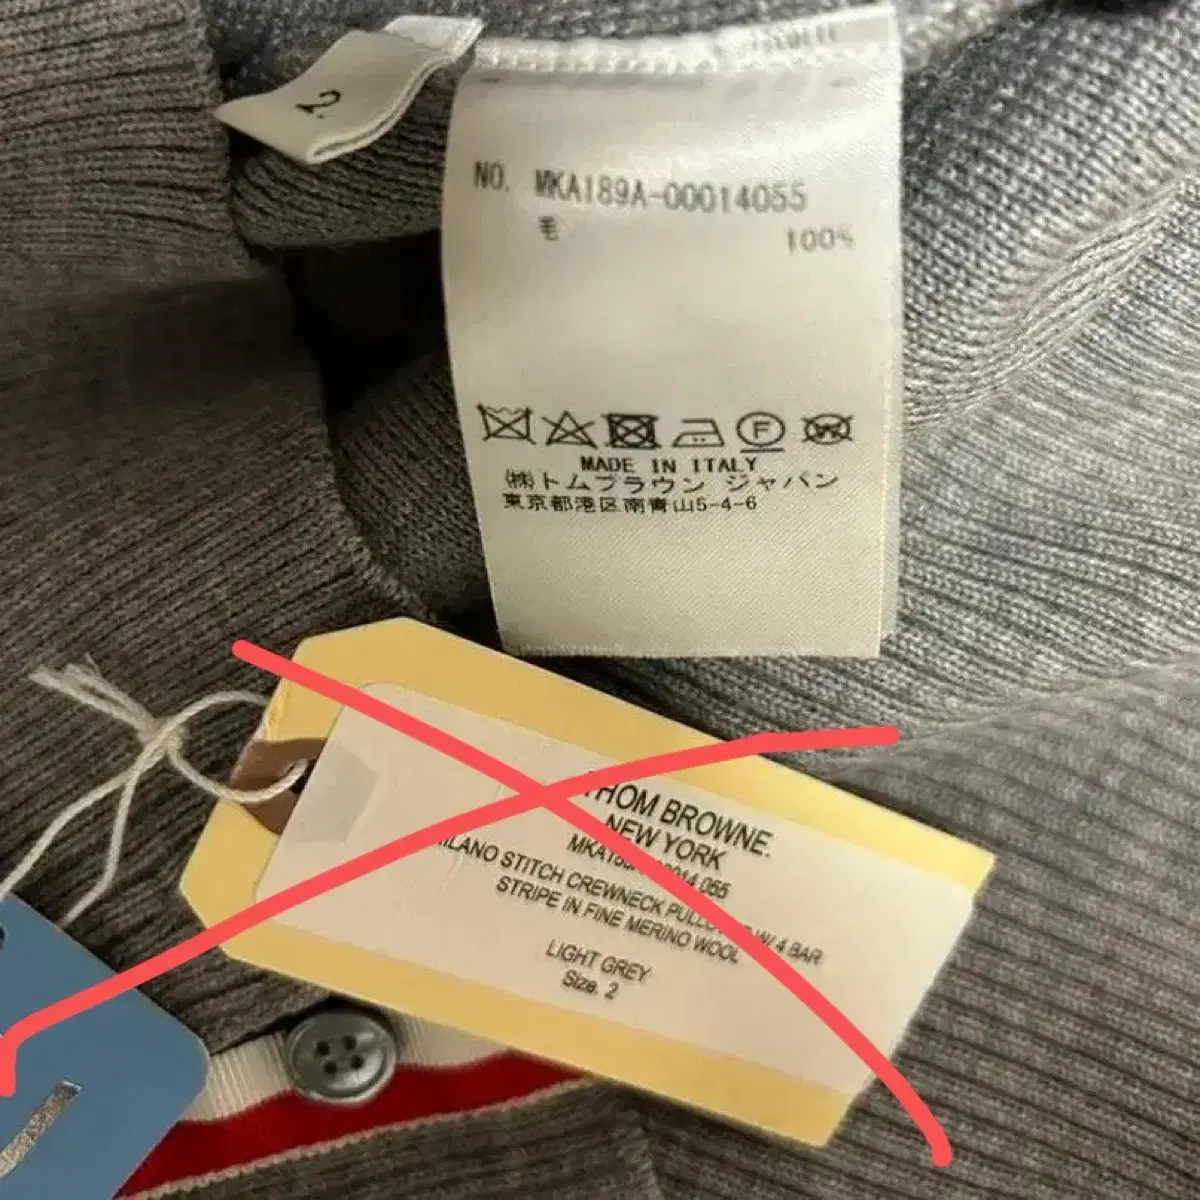 2
NO. MKA189A-00014055
毛 100%
MADE IN ITALY
㈱トムブラウン ジャパン
東京都港区南青山5-4-6
THOM BROWNE.
NEW YORK
MILANO STITCH CREWNECK W/ 4 BAR
STRIPE IN FINE MERINO WOOL
LIGHT GREY
Size. 2